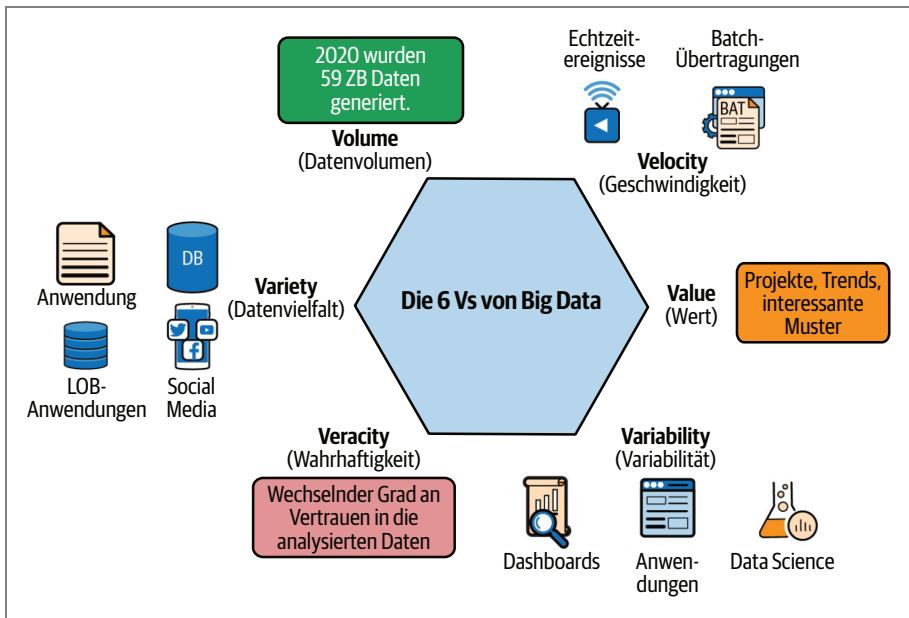 2020 wurden
59 ZB Daten
generiert.
Volume
(Datenvolumen)
Echtzeit-
ereignisse
Batch-
Übertragungen
BAT
Velocity
(Geschwindigkeit)
DB
Anwendung
Variety
(Datenvielfalt)
LOB-
Anwendungen
Social
Media
Die 6 Vs von Big Data
Value
(Wert)
Projekte, Trends,
interessante
Muster
Veracity
(Wahrhaftigkeit)
Wechselnder Grad an
Vertrauen in die
analysierten Daten
Variability
(Variabilität)
Dashboards
Anwen-
dungen
Data Science